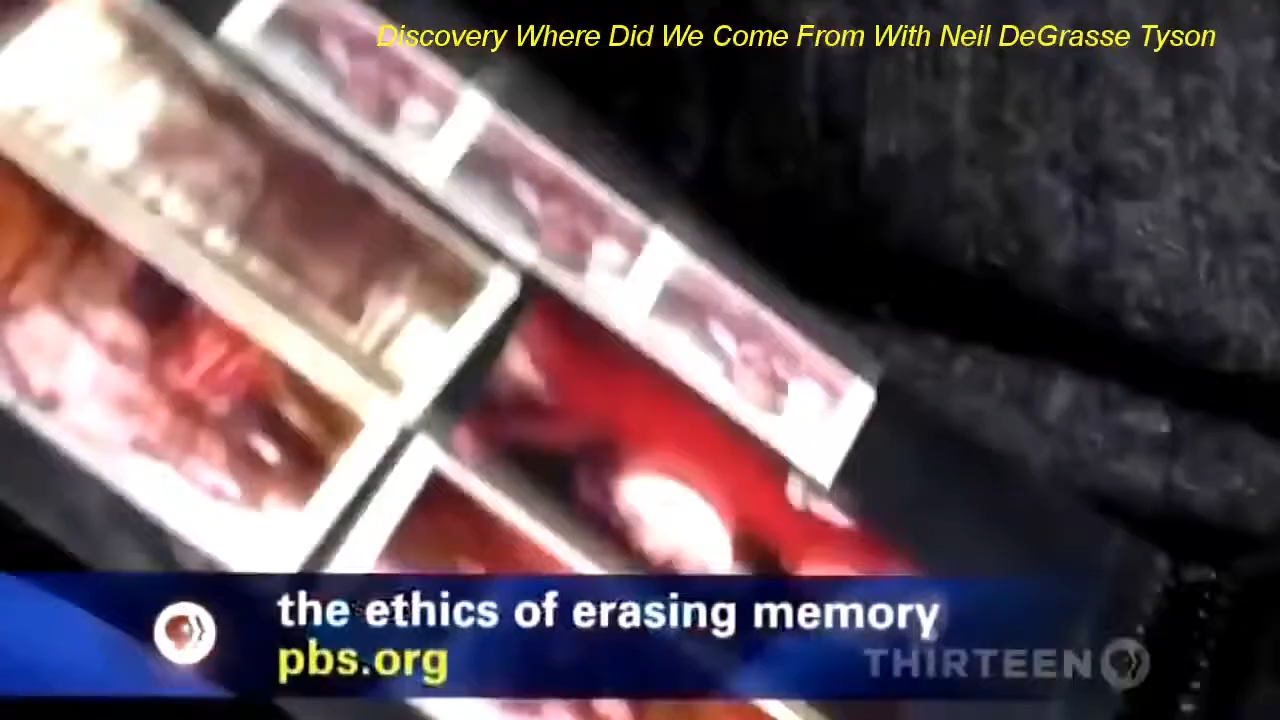 Discovery Where Did We Come From With Neil DeGrasse Tyson
the ethics of erasing memory
pbs.org
THIRTEEN